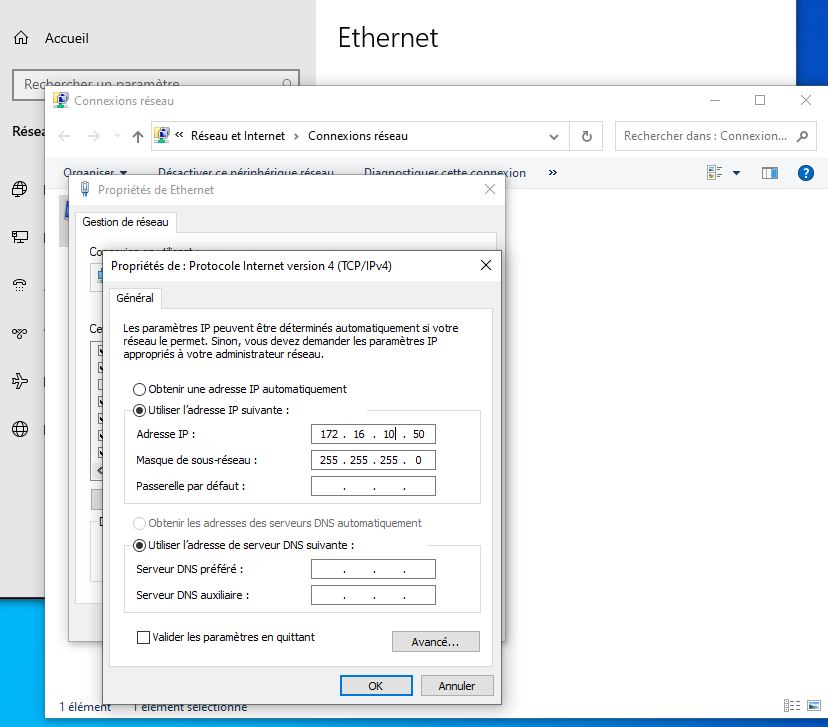 Accueil
Ethernet
Rechercher un paramètre
Connexions réseau
« Réseau et Internet › Connexions réseau
Rechercher dans : Connexion...
Organiser
Désactiver ce périphérique réseau
Diagnostiquer cette connexion
»
Propriétés de Ethernet
Gestion de réseau
Propriétés de : Protocole Internet version 4 (TCP/IPv4)
Général
Les paramètres IP peuvent être déterminés automatiquement si votre
réseau le permet. Sinon, vous devez demander les paramètres IP
appropriés à votre administrateur réseau.
Obtenir une adresse IP automatiquement
Utiliser l'adresse IP suivante :
Adresse IP : 172 . 16 . 10 . 50
Masque de sous-réseau : 255 . 255 . 255 . 0
Passerelle par défaut : . . .
Obtenir les adresses des serveurs DNS automatiquement
Utiliser l'adresse de serveur DNS suivante :
Serveur DNS préféré : . . .
Serveur DNS auxiliaire : . . .
Valider les paramètres en quittant
Avancé...
OK
Annuler
1 élément
1 élément sélectionné